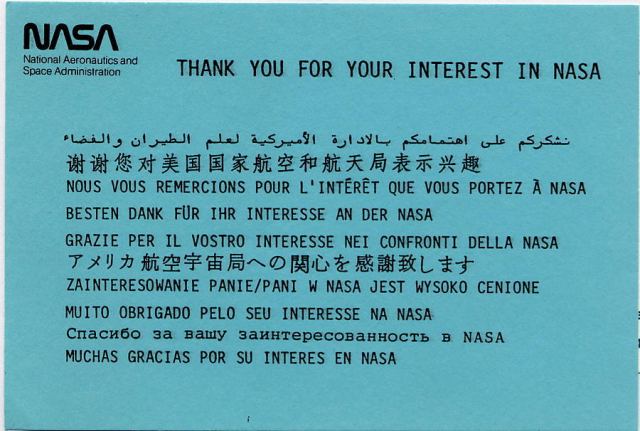 NASA
National Aeronautics and
Space Administration
THANK YOU FOR YOUR INTEREST IN NASA
نشكركم على اهتمامكم بالادارة الأميركية لعلم الطيران والفضاء
谢谢您对美国国家航空和航天局表示兴趣
NOUS VOUS REMERCIONS POUR L'INTÉRÊT QUE VOUS PORTEZ À NASA
BESTEN DANK FÜR IHR INTERESSE AN DER NASA
GRAZIE PER IL VOSTRO INTERESSE NEI CONFRONTI DELLA NASA
アメリカ航空宇宙局への関心を感謝致します
ZAINTERESOWANIE PANIE/PANI W NASA JEST WYSOKO CENIONE
MUITO OBRIGADO PELO SEU INTERESSE NA NASA
Спасибо за вашу заинтересованность в NASA
MUCHAS GRACIAS POR SU INTERES EN NASA